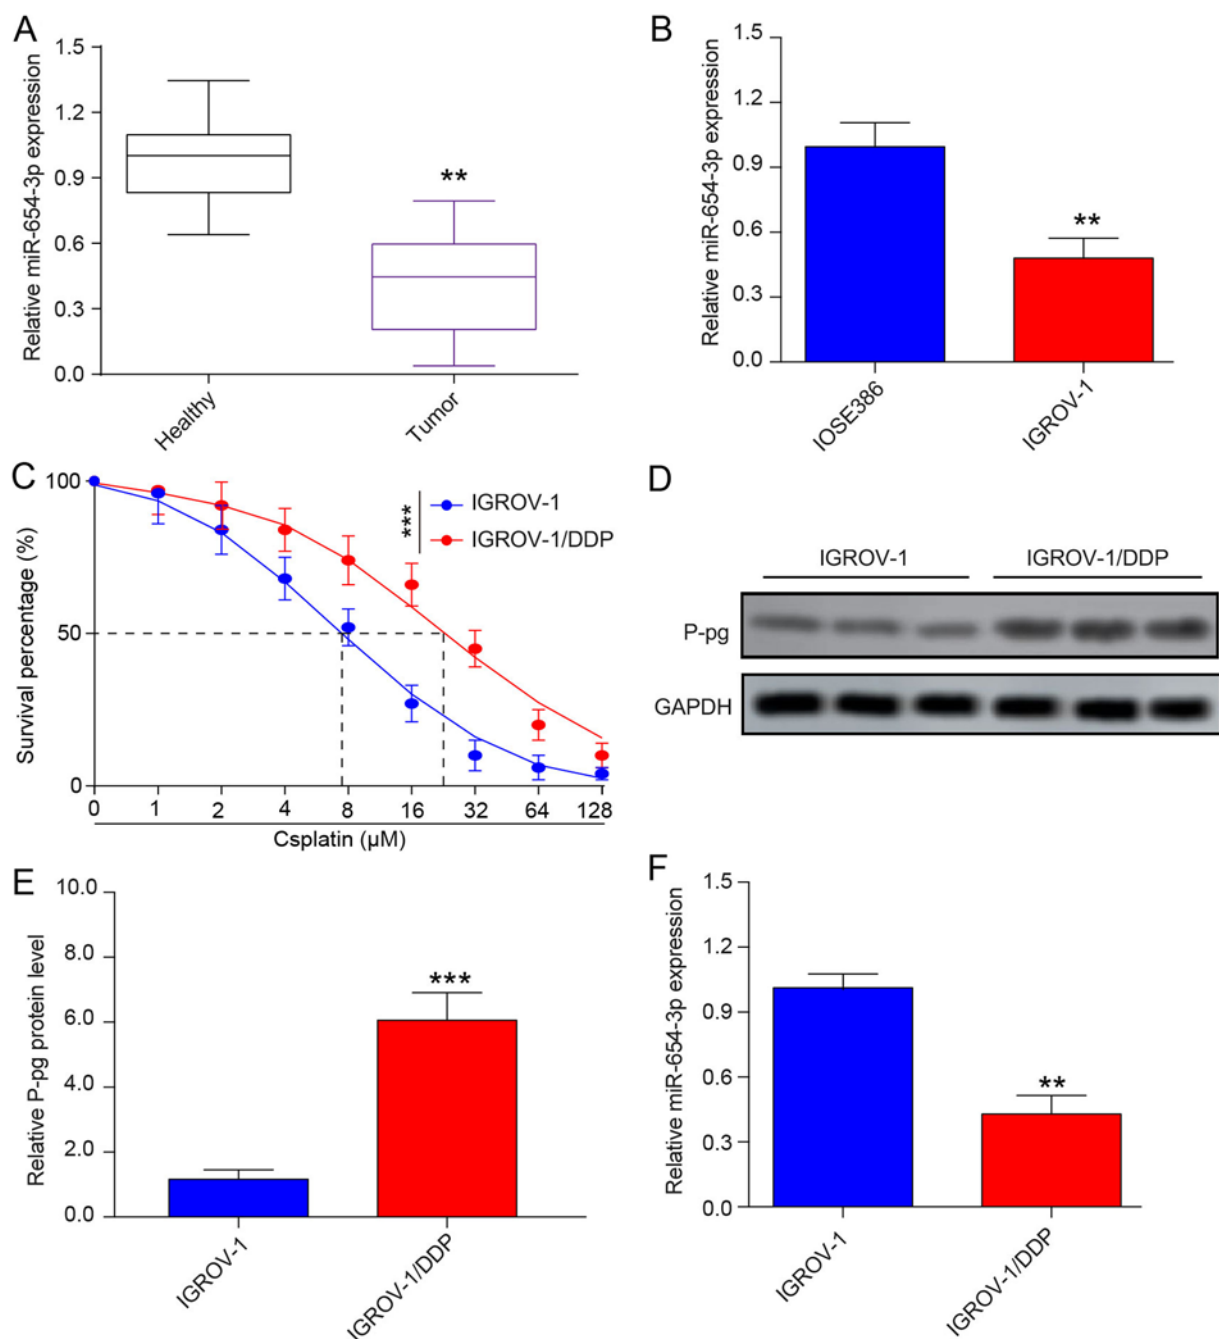 A
Relative miR-654-3p expression
1.5
1.2
0.9
0.6
0.3
0.0
**
Healthy
Tumor
B
Relative miR-654-3p expression
1.5
1.2
0.9
0.6
0.3
0.0
**
IOSE386
IGROV-1
C
Survival percentage (%)
100
50
0
***
IGROV-1
IGROV-1/DDP
0 1 2 4 8 16 32 64 128
Csplatin (μM)
D
IGROV-1 IGROV-1/DDP
P-pg
GAPDH
E
Relative P-pg protein level
10.0
8.0
6.0
4.0
2.0
0.0
***
IGROV-1
IGROV-1/DDP
F
Relative miR-654-3p expression
1.5
1.2
0.9
0.6
0.3
0.0
**
IGROV-1
IGROV-1/DDP